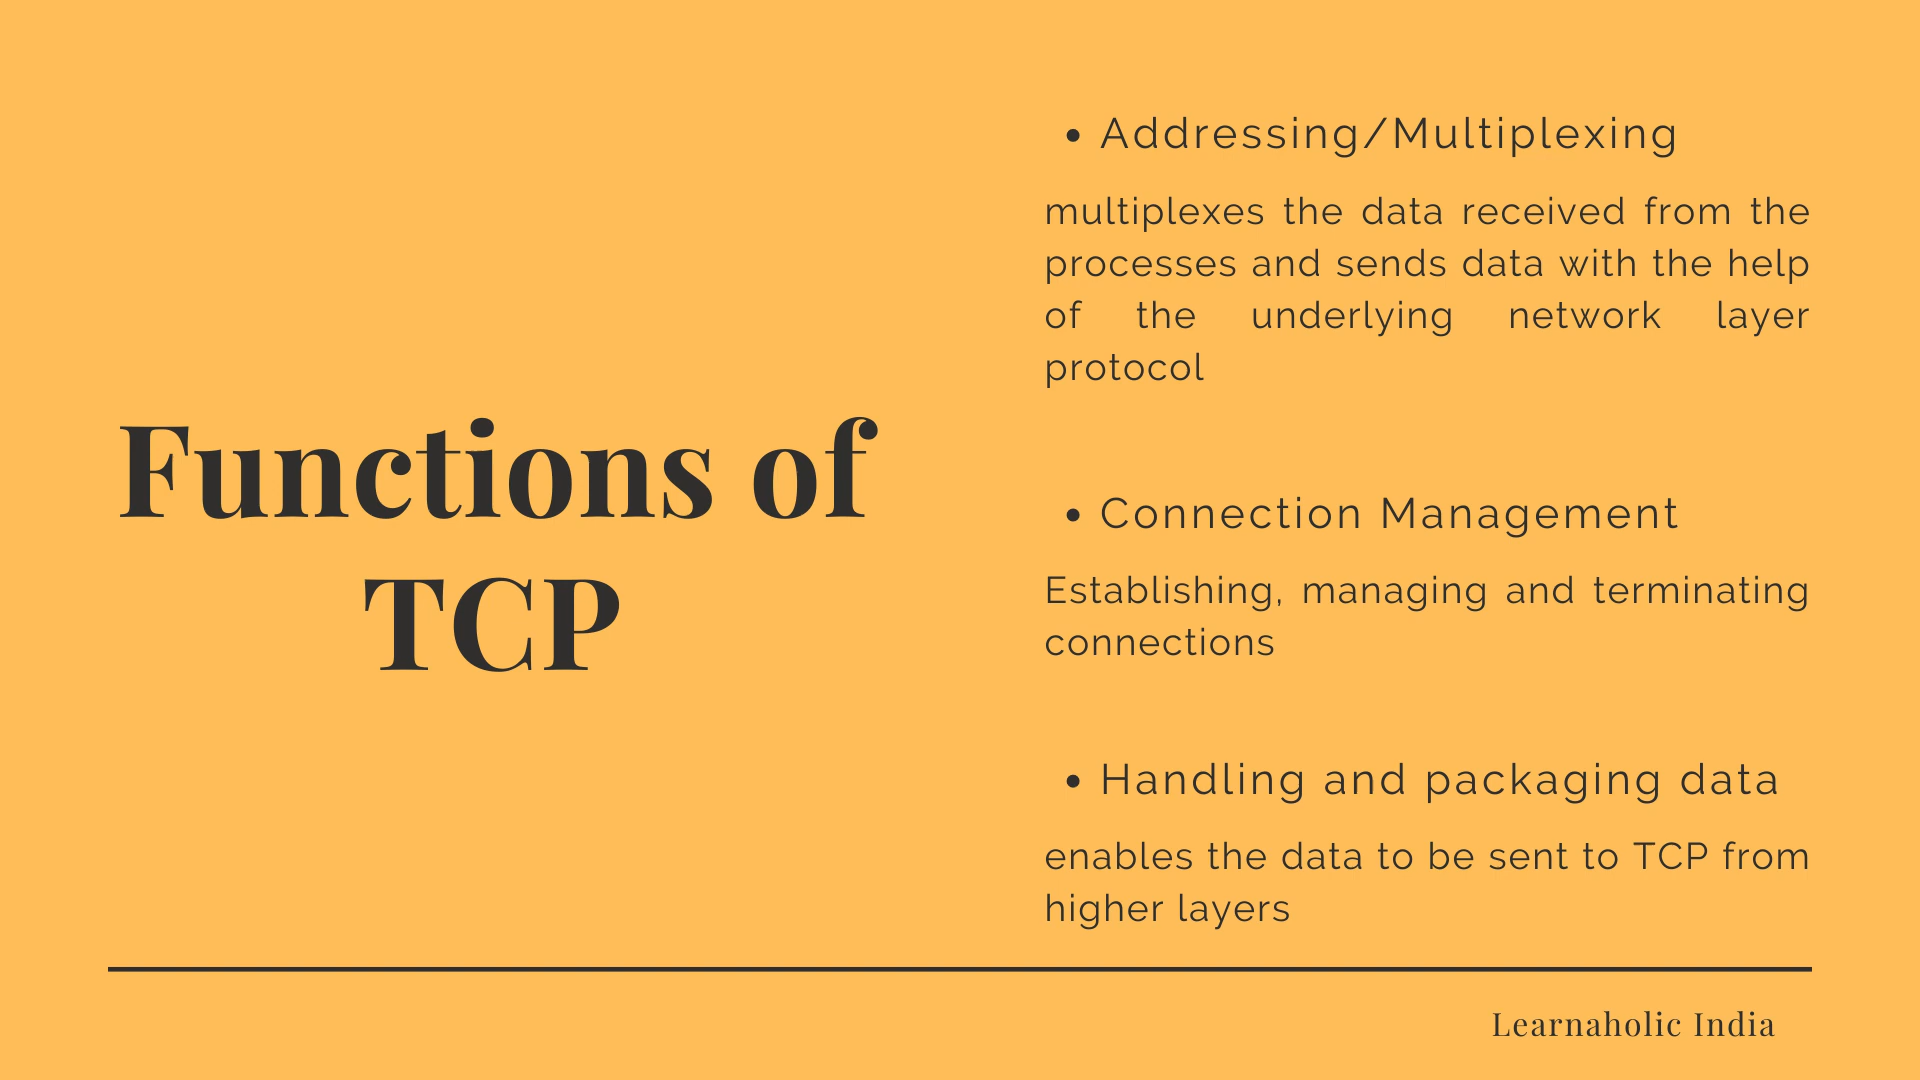 Functions of
TCP
• Addressing/Multiplexing
multiplexes the data received from the
processes and sends data with the help
of the underlying network layer
protocol
• Connection Management
Establishing, managing and terminating
connections
• Handling and packaging data
enables the data to be sent to TCP from
higher layers
Learnaholic India